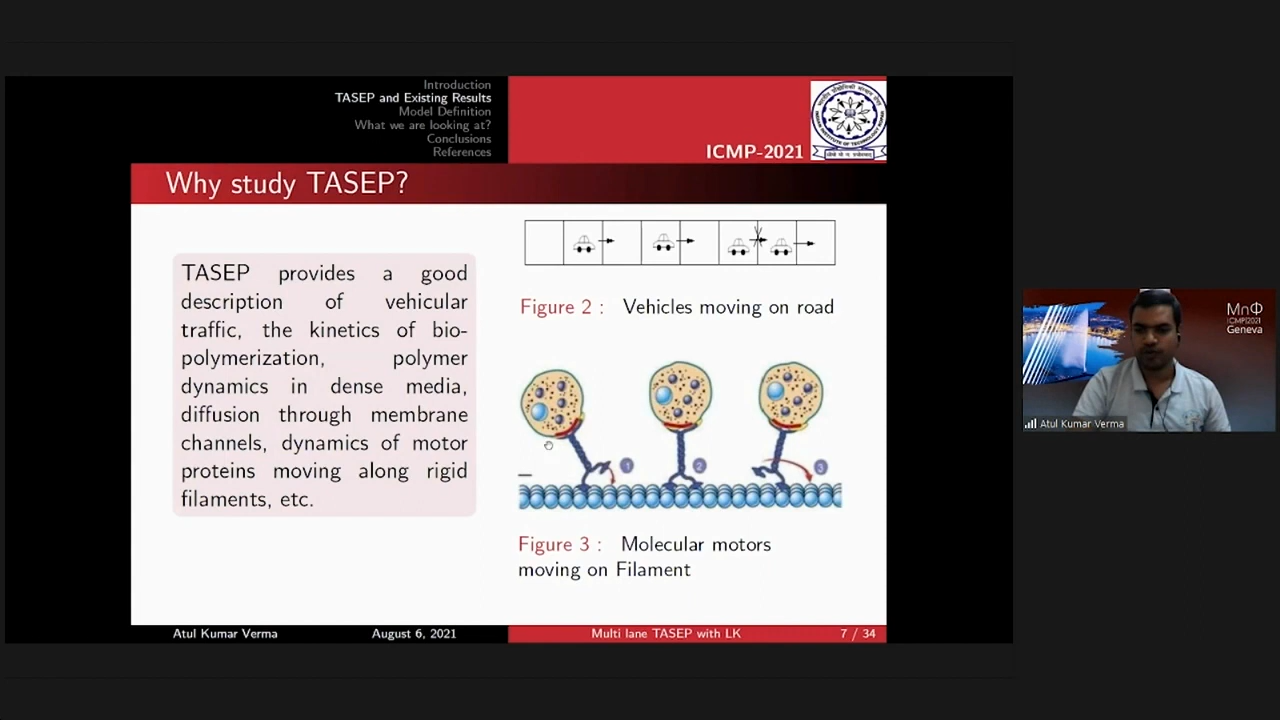 Introduction
TASEP and Existing Results
Model Definition
What we are looking at?
Conclusions
References
ICMP-2021
Why study TASEP?
TASEP provides a good
description of vehicular
traffic, the kinetics of bio-
polymerization, polymer
dynamics in dense media,
diffusion through membrane
channels, dynamics of motor
proteins moving along rigid
filaments, etc.
Figure 2 : Vehicles moving on road
1
2
3
Figure 3 : Molecular motors
moving on Filament
Atul Kumar Verma
August 6, 2021
Multi lane TASEP with LK
7 / 34
MnΦ
ICMP|2021
Geneva
Atul Kumar Verma